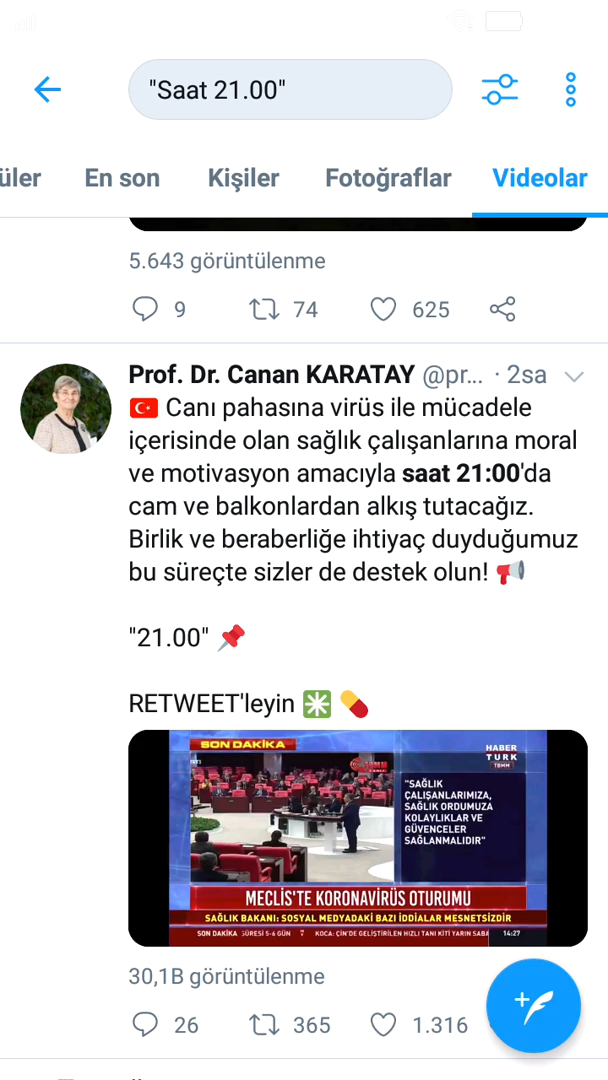 "Saat 21.00"
üler En son Kişiler Fotoğraflar Videolar
5.643 görüntülenme
9 74 625
Prof. Dr. Canan KARATAY @pr... · 2sa
🇹🇷 Canı pahasına virüs ile mücadele
içerisinde olan sağlık çalışanlarına moral
ve motivasyon amacıyla saat 21:00'da
cam ve balkonlardan alkış tutacağız.
Birlik ve beraberliğe ihtiyaç duyduğumuz
bu süreçte sizler de destek olun! 📢
"21.00" 📌
RETWEET'leyin ✳️ 💊
SON DAKİKA
HABER
TÜRK
TBMM
"SAĞLIK
ÇALIŞANLARIMIZA,
SAĞLIK ORDUMUZA
KOLAYLIKLAR VE
GÜVENCELER
SAĞLANMALIDIR"
MECLİS'TE KORONAVİRÜS OTURUMU
SAĞLIK BAKANI: SOSYAL MEDYADAKİ BAZI İDDİALAR MESNETSİZDİR
SON DAKİKA SÜRESİ 5-6 GÜN KOCA: ÇİN'DE GELİŞTİRİLEN HIZLI TANI KİTİ YARIN SABA 14:27
30,1B görüntülenme
26 365 1.316